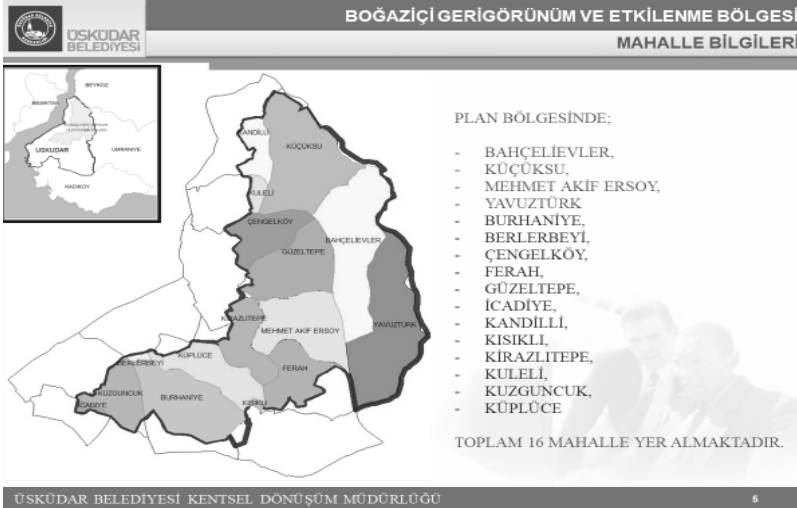 BOĞAZİÇİ GERİGÖRÜNÜM VE ETKİLENME BÖLGESİ
ÜSKÜDAR
BELEDİYESİ
MAHALLE BİLGİLERİ
BEYKOZ
BEŞİKTAŞ
USKUDAR
UMRANIYE
KADIKOY
KANDİLLİ
KÜÇÜKSU
KULELİ
ÇENGELKÖY
BAHÇELİEVLER
GÜZELTEPE
KİRAZLITEPE
MEHMET AKİF ERSOY
YAVUZTÜRK
KÜPLÜCE
BERLERBEYİ
FERAH
KUZGUNCUK
BURHANİYE
İCADİYE
KISIKLI
PLAN BÖLGESİNDE;
- BAHÇELİEVLER,
- KÜÇÜKSU,
- MEHMET AKİF ERSOY,
- YAVUZTÜRK
- BURHANİYE,
- BERLERBEYİ,
- ÇENGELKÖY,
- FERAH,
- GÜZELTEPE,
- İCADİYE,
- KANDİLLİ,
- KISIKLI,
- KİRAZLITEPE,
- KULELİ,
- KUZGUNCUK,
- KÜPLÜCE
TOPLAM 16 MAHALLE YER ALMAKTADIR.
ÜSKÜDAR BELEDİYESİ KENTSEL DÖNÜŞÜM MÜDÜRLÜĞÜ
5